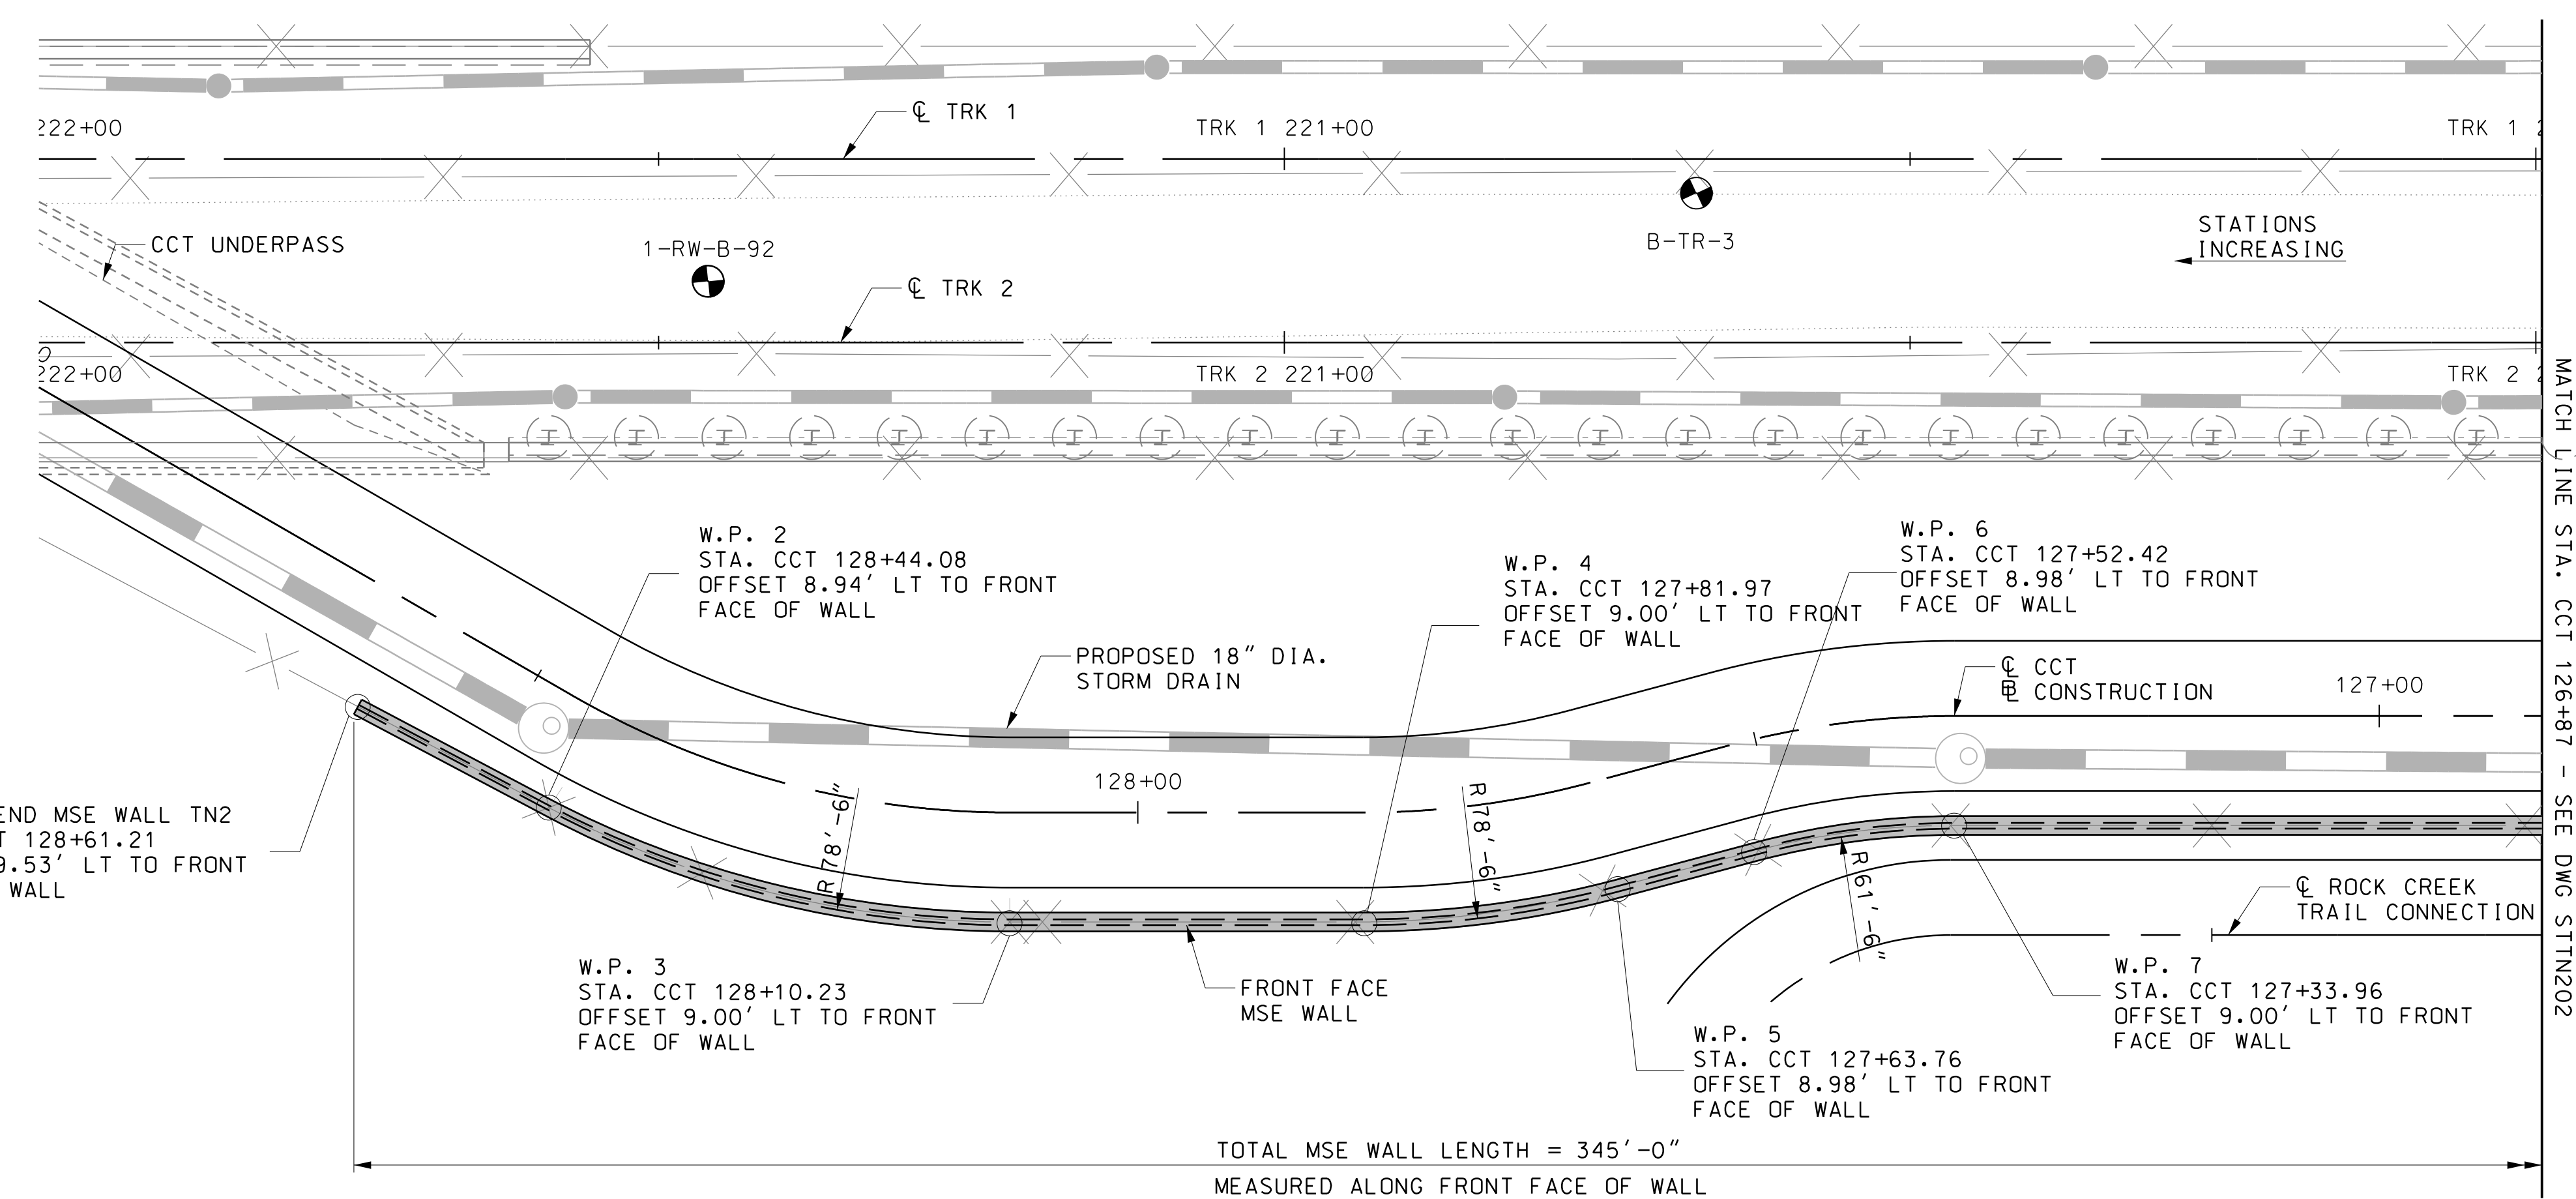 222+00
℄ TRK 1
TRK 1 221+00
TRK 1
CCT UNDERPASS
1-RW-B-92
B-TR-3
STATIONS
INCREASING
℄ TRK 2
222+00
TRK 2 221+00
TRK 2
MATCH LINE STA. CCT 126+87 - SEE DWG STTN202
W.P. 2
STA. CCT 128+44.08
OFFSET 8.94' LT TO FRONT
FACE OF WALL
W.P. 4
STA. CCT 127+81.97
OFFSET 9.00' LT TO FRONT
FACE OF WALL
W.P. 6
STA. CCT 127+52.42
OFFSET 8.98' LT TO FRONT
FACE OF WALL
PROPOSED 18" DIA.
STORM DRAIN
℄ CCT
BL CONSTRUCTION
127+00
128+00
R 78'-6"
R 78'-6"
R 61'-6"
END MSE WALL TN2
128+61.21
9.53' LT TO FRONT
WALL
℄ ROCK CREEK
TRAIL CONNECTION
W.P. 3
STA. CCT 128+10.23
OFFSET 9.00' LT TO FRONT
FACE OF WALL
FRONT FACE
MSE WALL
W.P. 5
STA. CCT 127+63.76
OFFSET 8.98' LT TO FRONT
FACE OF WALL
W.P. 7
STA. CCT 127+33.96
OFFSET 9.00' LT TO FRONT
FACE OF WALL
TOTAL MSE WALL LENGTH = 345'-0"
MEASURED ALONG FRONT FACE OF WALL